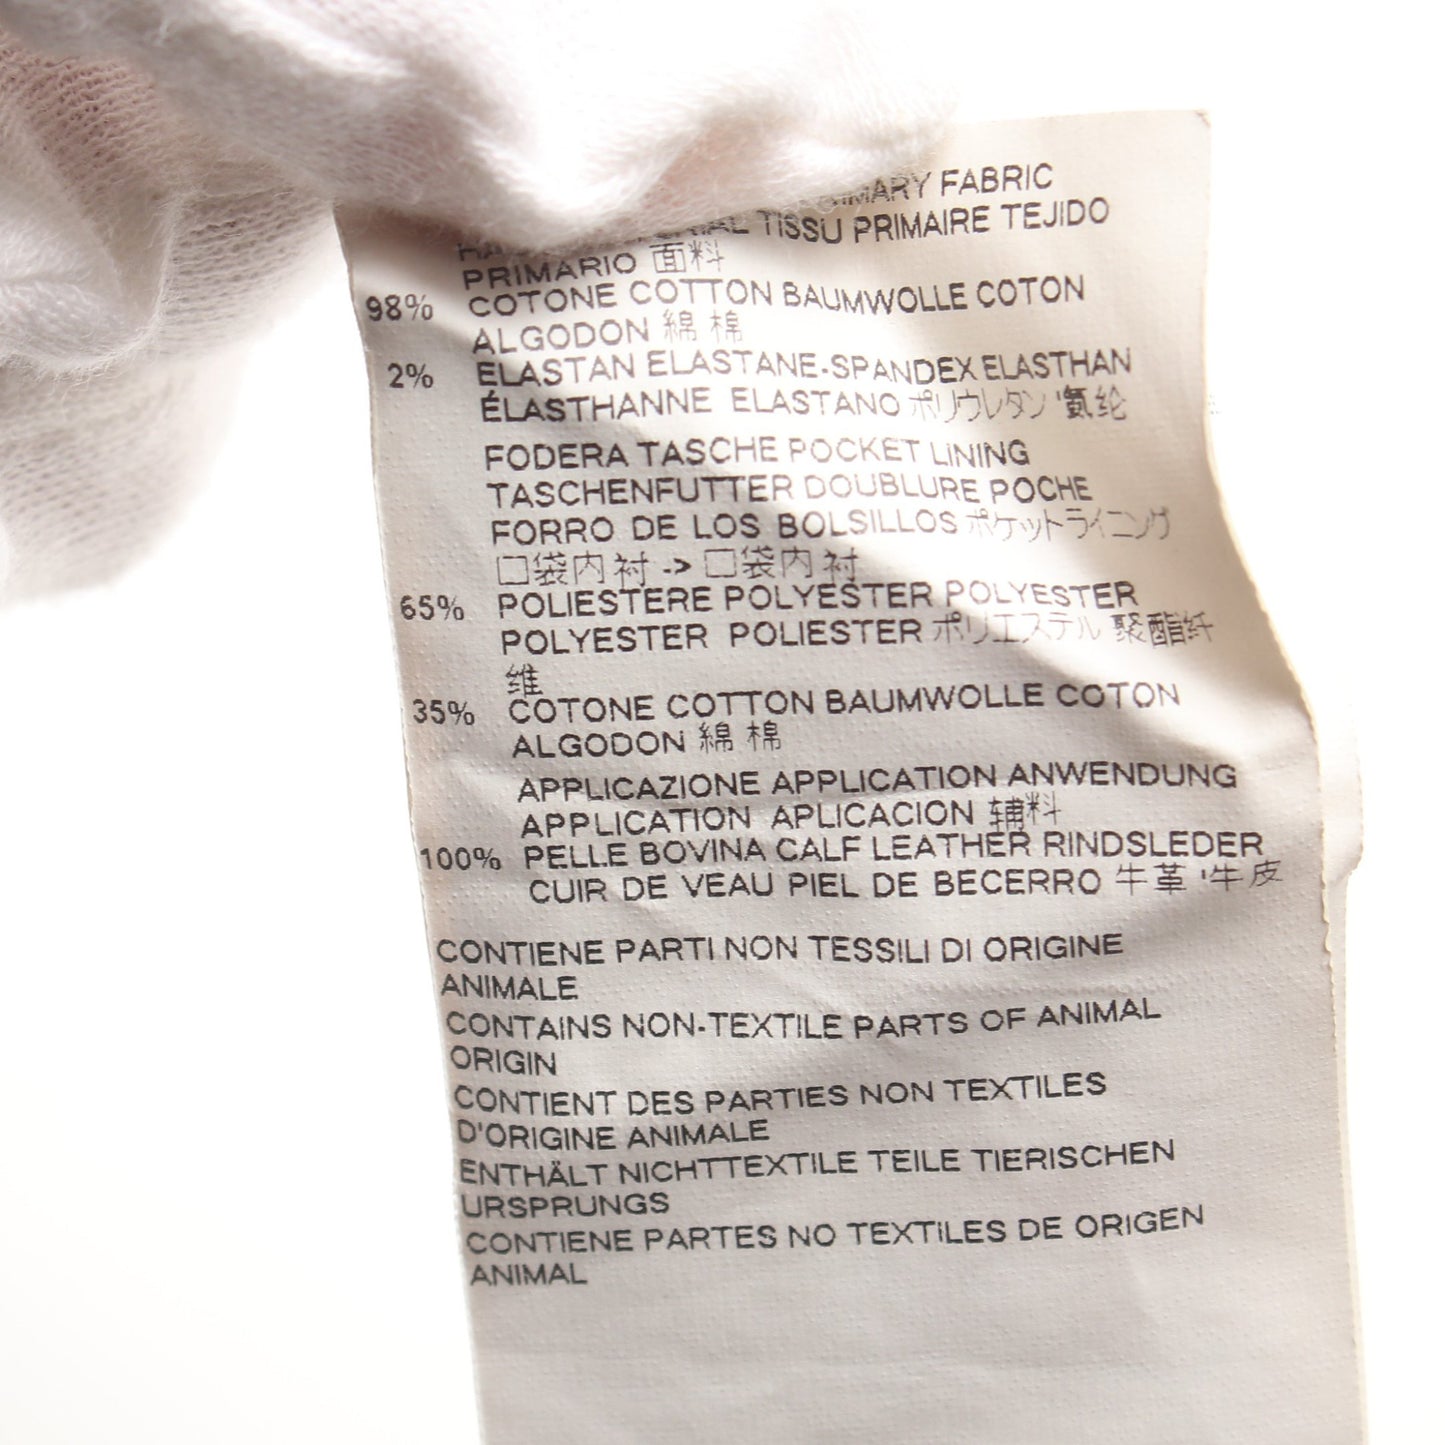 FABRIC
TISSU PRIMAIRE TEJIDO
PRIMARIO 面料
98% COTONE COTTON BAUMWOLLE COTON
ALGODON 綿 棉
2% ELASTAN ELASTANE-SPANDEX ELASTHAN
ÉLASTHANNE ELASTANO ポリウレタン '氨纶
FODERA TASCHE POCKET LINING
TASCHENFUTTER DOUBLURE POCHE
FORRO DE LOS BOLSILLOS ポケットライニング
口袋内衬 -> 口袋内衬
65% POLIESTERE POLYESTER POLYESTER
POLYESTER POLIESTER ポリエステル 聚酯纤
维
35% COTONE COTTON BAUMWOLLE COTON
ALGODON 綿 棉
APPLICAZIONE APPLICATION ANWENDUNG
APPLICATION APLICACION 辅料
100% PELLE BOVINA CALF LEATHER RINDSLEDER
CUIR DE VEAU PIEL DE BECERRO 牛革 '牛皮
CONTIENE PARTI NON TESSILI DI ORIGINE
ANIMALE
CONTAINS NON-TEXTILE PARTS OF ANIMAL
ORIGIN
CONTIENT DES PARTIES NON TEXTILES
D'ORIGINE ANIMALE
ENTHÄLT NICHTTEXTILE TEILE TIERISCHEN
URSPRUNGS
CONTIENE PARTES NO TEXTILES DE ORIGEN
ANIMAL